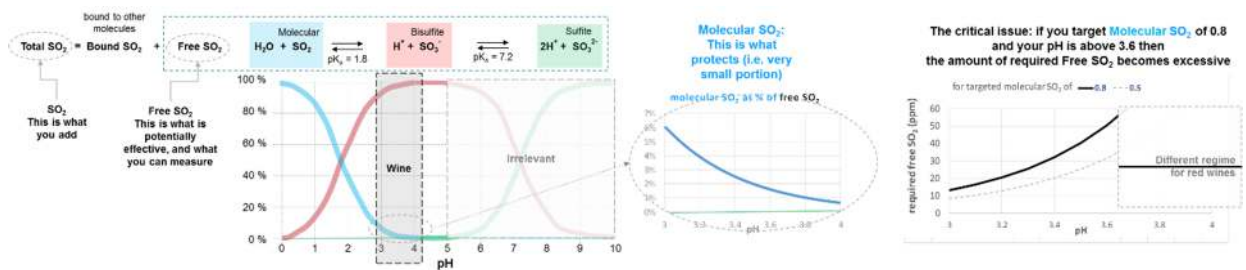 Total SO₂ = Bound SO₂ + Free SO₂
bound to other
molecules
SO₂
This is what
you add
Free SO₂
This is what is
potentially
effective, and what
you can measure
Molecular
H₂O + SO₂
pKₐ = 1.8
Bisulfite
H⁺ + SO₃⁻
pKₐ = 7.2
Sulfite
2H⁺ + SO₃²⁻
100 %
80 %
60 %
40 %
20 %
0 %
Wine
irrelevant
0 1 2 3 4 5 6 7 8 9 10
pH
Molecular SO₂:
This is what
protects (i.e. very
small portion)
molecular SO₂ as % of free SO₂
7%
6%
5%
4%
3%
2%
1%
0%
3 3.2 3.4 3.6 3.8 4
pH
The critical issue: if you target Molecular SO₂ of 0.8
and your pH is above 3.6 then
the amount of required Free SO₂ becomes excessive
for targeted molecular SO₂ of 0.8 0.5
required free SO₂ (ppm)
60
50
40
30
20
10
0
Different regime
for red wines
3 3.2 3.4 3.6 3.8 4
pH